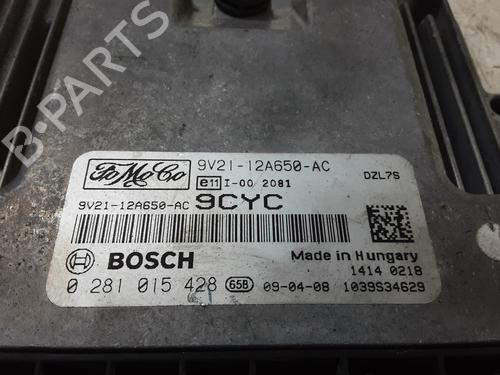 FoMoCo
9V21-12A650-AC
DZL7S
e11 I-00 2081
9V21-12A650-AC 9CYC
BOSCH
Made in Hungary
1414 0218
0 281 015 428 65B 09-04-08 1039S34629
B-PARTS